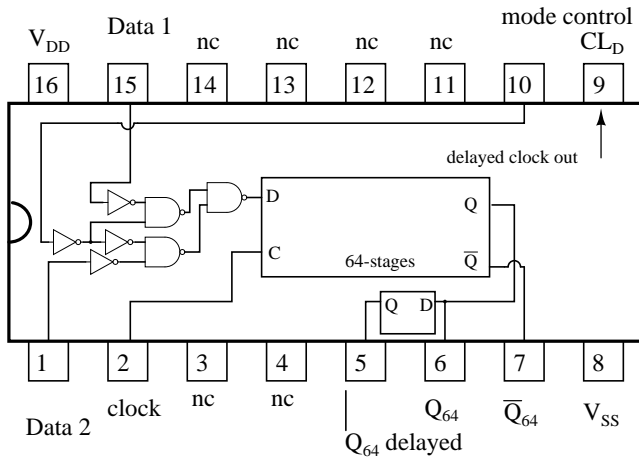 mode control
V_DD Data 1 nc nc nc nc CL_D
16 15 14 13 12 11 10 9
delayed clock out
D Q
C Q̅
64-stages
Q D
1 2 3 4 5 6 7 8
Data 2 clock nc nc Q_64 Q̅_64 V_SS
Q_64 delayed